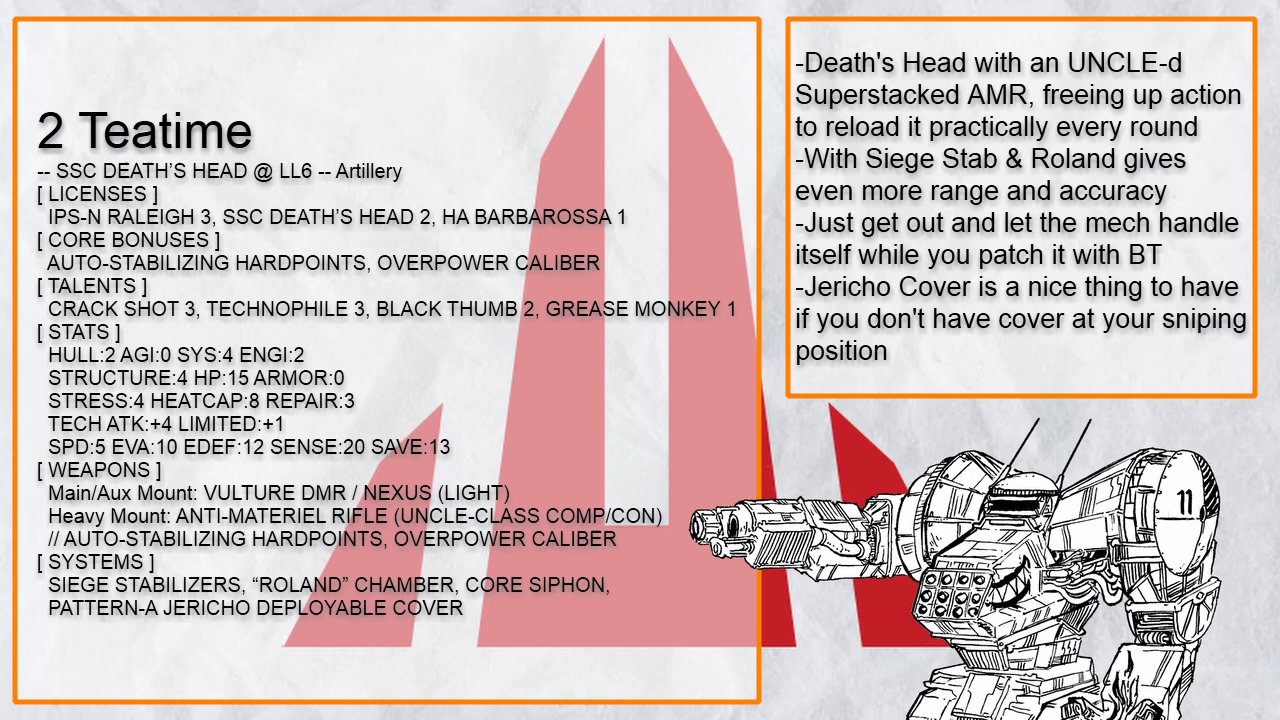 2 Teatime
-- SSC DEATH’S HEAD @ LL6 -- Artillery
[ LICENSES ]
IPS-N RALEIGH 3, SSC DEATH’S HEAD 2, HA BARBAROSSA 1
[ CORE BONUSES ]
AUTO-STABILIZING HARDPOINTS, OVERPOWER CALIBER
[ TALENTS ]
CRACK SHOT 3, TECHNOPHILE 3, BLACK THUMB 2, GREASE MONKEY 1
[ STATS ]
HULL:2 AGI:0 SYS:4 ENGI:2
STRUCTURE:4 HP:15 ARMOR:0
STRESS:4 HEATCAP:8 REPAIR:3
TECH ATK:+4 LIMITED:+1
SPD:5 EVA:10 EDEF:12 SENSE:20 SAVE:13
[ WEAPONS ]
Main/Aux Mount: VULTURE DMR / NEXUS (LIGHT)
Heavy Mount: ANTI-MATERIEL RIFLE (UNCLE-CLASS COMP/CON)
// AUTO-STABILIZING HARDPOINTS, OVERPOWER CALIBER
[ SYSTEMS ]
SIEGE STABILIZERS, “ROLAND” CHAMBER, CORE SIPHON,
PATTERN-A JERICHO DEPLOYABLE COVER
-Death's Head with an UNCLE-d
Superstacked AMR, freeing up action
to reload it practically every round
-With Siege Stab & Roland gives
even more range and accuracy
-Just get out and let the mech handle
itself while you patch it with BT
-Jericho Cover is a nice thing to have
if you don't have cover at your sniping
position
11